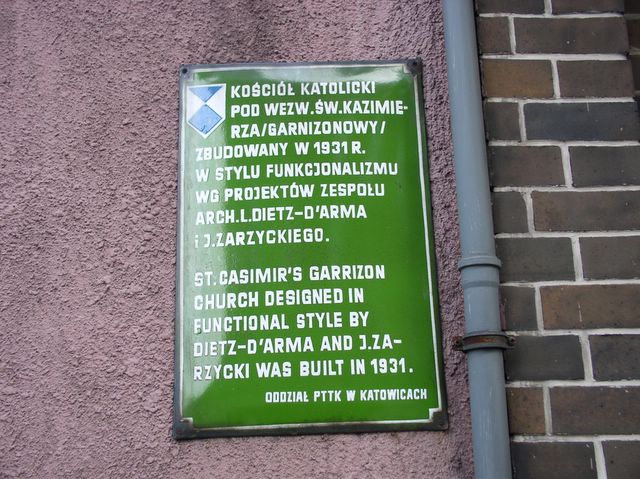 KOŚCIÓŁ KATOLICKI
POD WEZW.ŚW.KAZIMIE-
RZA/GARNIZONOWY/
ZBUDOWANY W 1931 R.
W STYLU FUNKCJONALIZMU
WG PROJEKTÓW ZESPOŁU
ARCH.L.DIETZ-D'ARMA
i J.ZARZYCKIEGO.
ST.CASIMIR'S GARRIZON
CHURCH DESIGNED IN
FUNCTIONAL STYLE BY
DIETZ-D'ARMA AND J.ZA-
RZYCKI WAS BUILT IN 1931.
ODDZIAŁ PTTK W KATOWICACH